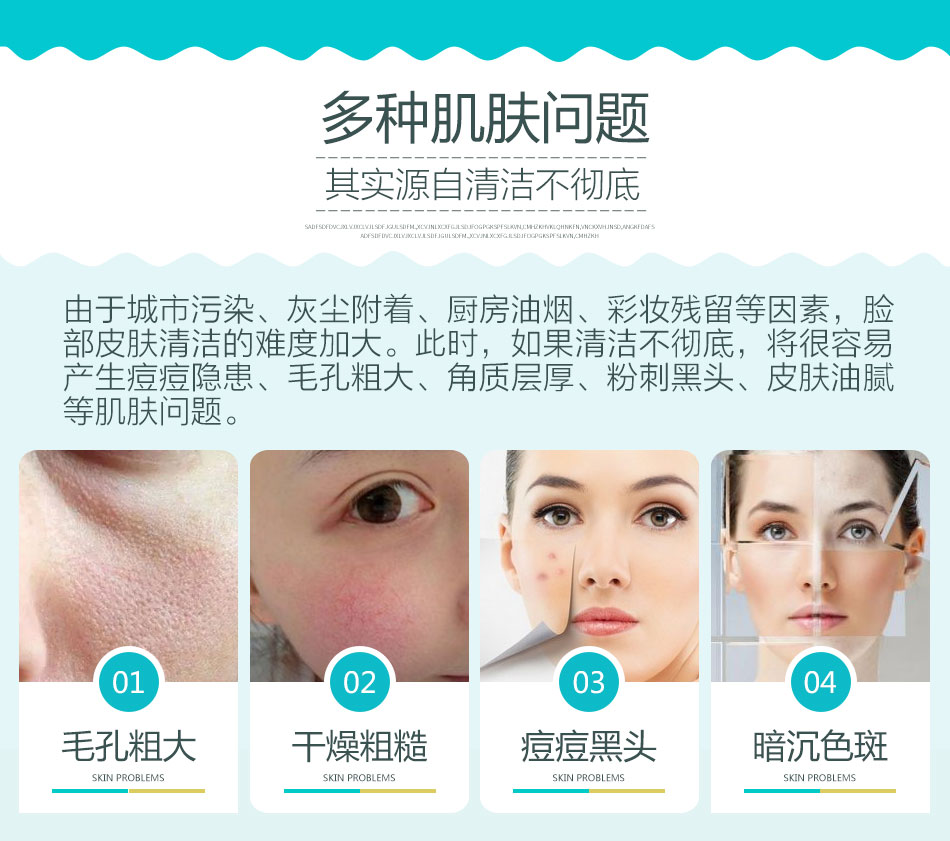 多种肌肤问题
其实源自清洁不彻底
由于城市污染、灰尘附着、厨房油烟、彩妆残留等因素，脸
部皮肤清洁的难度加大。此时，如果清洁不彻底，将很容易
产生痘痘隐患、毛孔粗大、角质层厚、粉刺黑头、皮肤油腻
等肌肤问题。
01
毛孔粗大
SKIN PROBLEMS
02
干燥粗糙
SKIN PROBLEMS
03
痘痘黑头
SKIN PROBLEMS
04
暗沉色斑
SKIN PROBLEMS